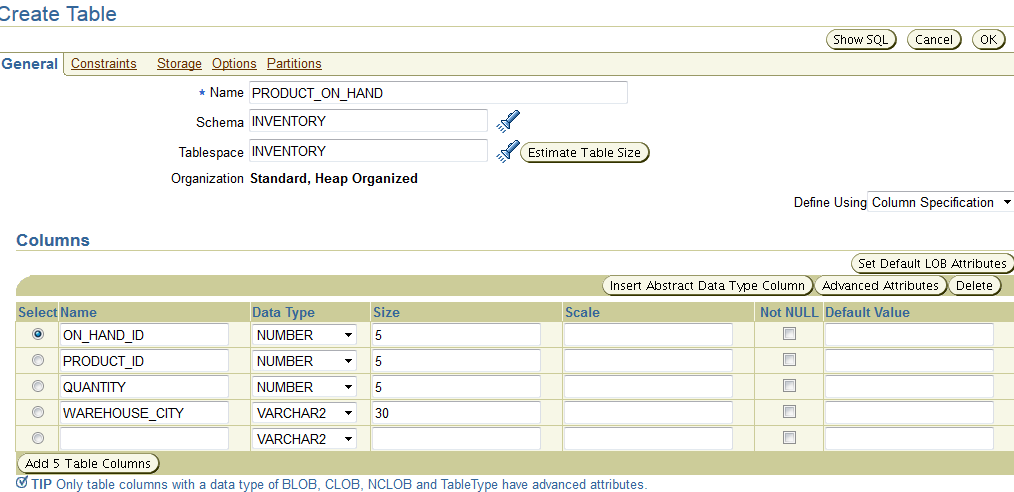 Create Table
Show SQL Cancel OK
General Constraints Storage Options Partitions
* Name PRODUCT_ON_HAND
Schema INVENTORY
Tablespace INVENTORY Estimate Table Size
Organization Standard, Heap Organized
Define Using Column Specification
Columns
Set Default LOB Attributes
Insert Abstract Data Type Column Advanced Attributes Delete
Select Name Data Type Size Scale Not NULL Default Value
ON_HAND_ID NUMBER 5
PRODUCT_ID NUMBER 5
QUANTITY NUMBER 5
WAREHOUSE_CITY VARCHAR2 30
VARCHAR2
Add 5 Table Columns
TIP Only table columns with a data type of BLOB, CLOB, NCLOB and TableType have advanced attributes.